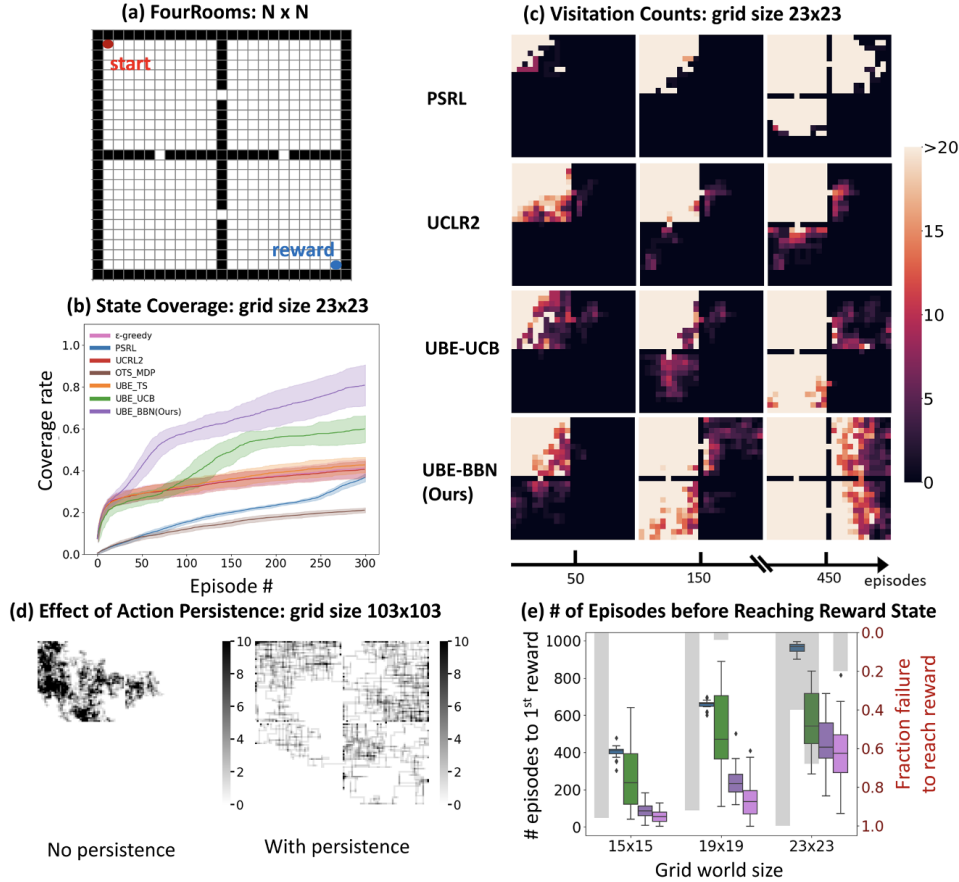 (a) FourRooms: N x N
start
reward
(b) State Coverage: grid size 23x23
ε-greedy
PSRL
UCRL2
OTS_MDP
UBE_TS
UBE_UCB
UBE_BBN(Ours)
Coverage rate
1.0
0.8
0.6
0.4
0.2
0.0
0 50 100 150 200 250 300
Episode #
(c) Visitation Counts: grid size 23x23
PSRL
UCLR2
UBE-UCB
UBE-BBN
(Ours)
>20
15
10
5
0
50 150 450 episodes
(d) Effect of Action Persistence: grid size 103x103
10
8
6
4
2
0
10
8
6
4
2
0
No persistence
With persistence
(e) # of Episodes before Reaching Reward State
# episodes to 1st reward
1000
800
600
400
200
0
0.0
0.2
0.4
0.6
0.8
1.0
Fraction failure
to reach reward
15x15 19x19 23x23
Grid world size